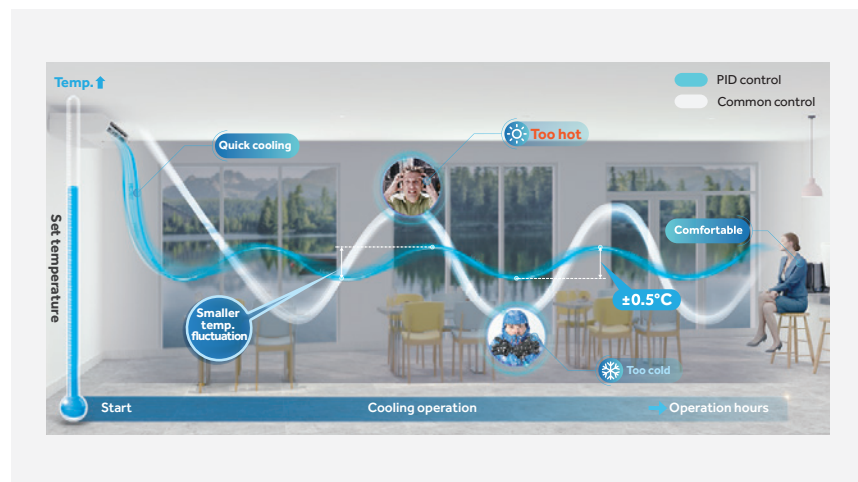 Temp.
PID control
Common control
Quick cooling
Too hot
Set temperature
Comfortable
±0.5°C
Smaller
temp.
fluctuation
Too cold
Start
Cooling operation
Operation hours